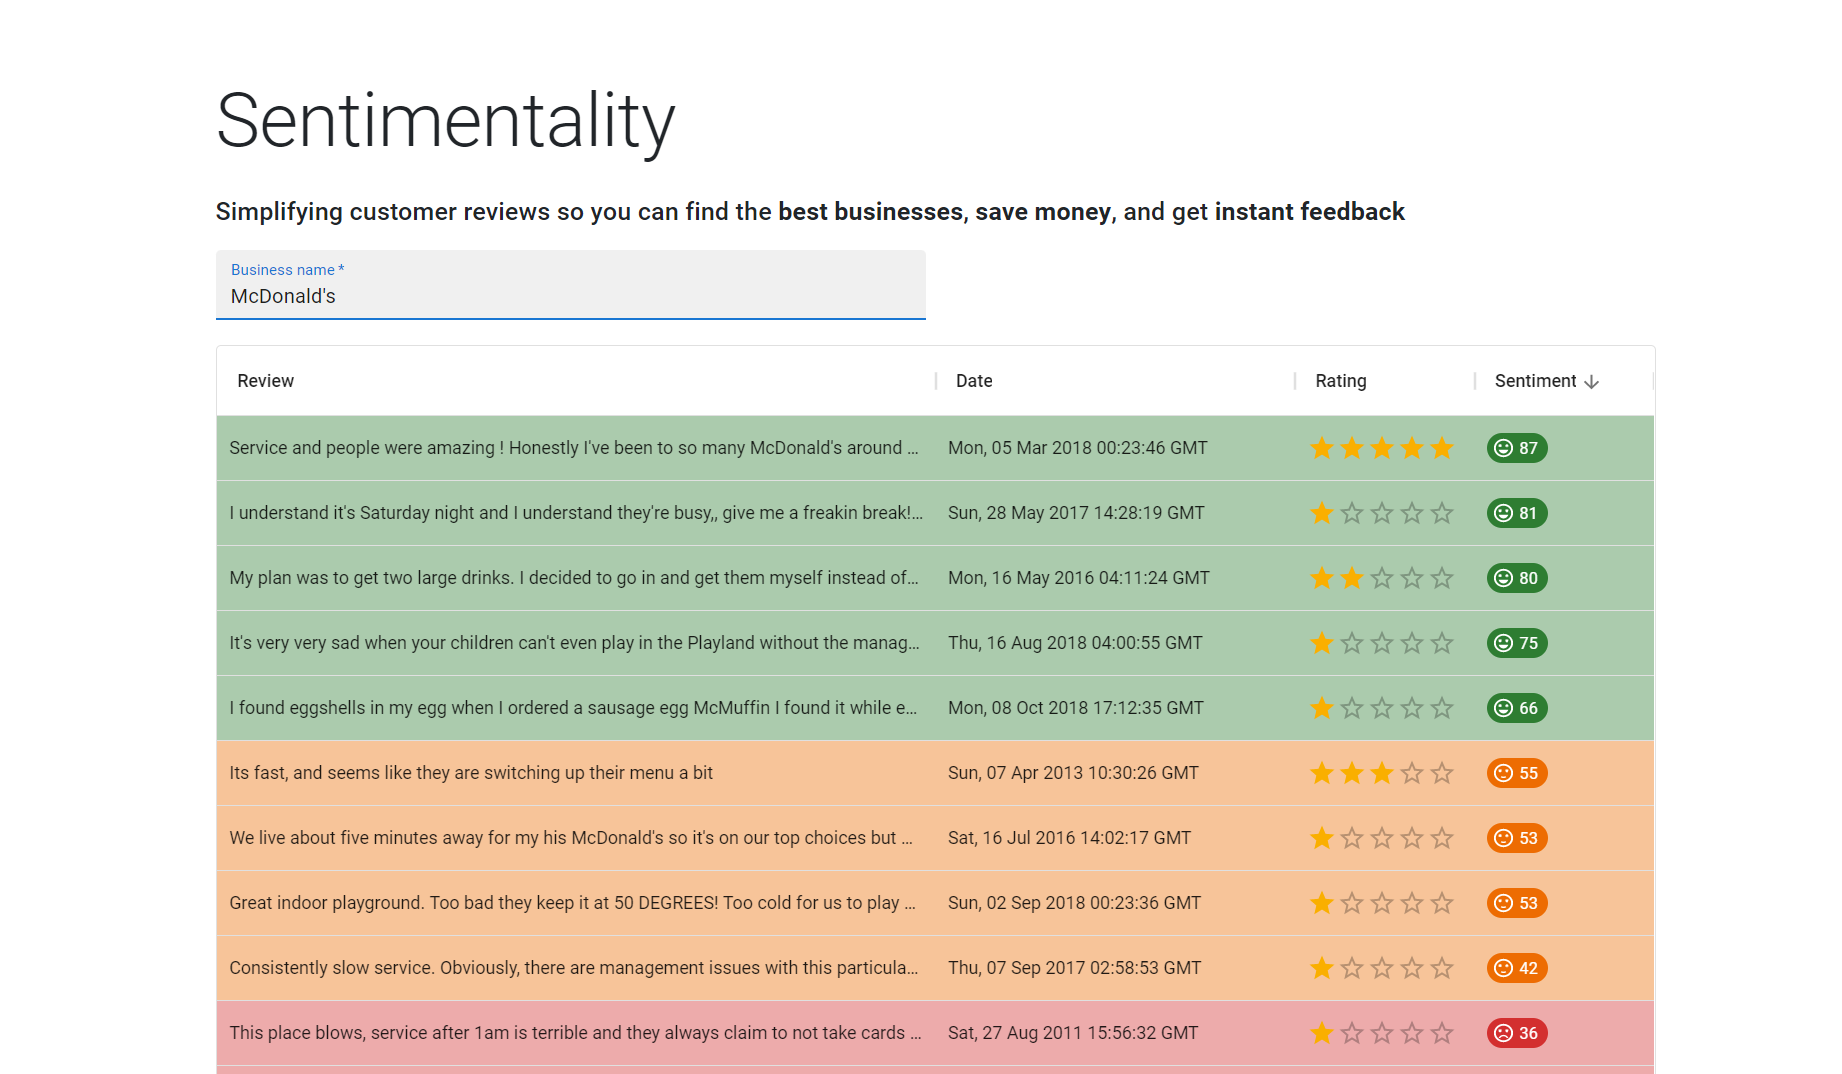 Sentimentality
Simplifying customer reviews so you can find the best businesses, save money, and get instant feedback
Business name *
McDonald's
Review Date Rating Sentiment
Service and people were amazing ! Honestly I've been to so many McDonald's around ... Mon, 05 Mar 2018 00:23:46 GMT 87
I understand it's Saturday night and I understand they're busy,, give me a freakin break!... Sun, 28 May 2017 14:28:19 GMT 81
My plan was to get two large drinks. I decided to go in and get them myself instead of... Mon, 16 May 2016 04:11:24 GMT 80
It's very very sad when your children can't even play in the Playland without the manag... Thu, 16 Aug 2018 04:00:55 GMT 75
I found eggshells in my egg when I ordered a sausage egg McMuffin I found it while e... Mon, 08 Oct 2018 17:12:35 GMT 66
Its fast, and seems like they are switching up their menu a bit Sun, 07 Apr 2013 10:30:26 GMT 55
We live about five minutes away for my his McDonald's so it's on our top choices but ... Sat, 16 Jul 2016 14:02:17 GMT 53
Great indoor playground. Too bad they keep it at 50 DEGREES! Too cold for us to play ... Sun, 02 Sep 2018 00:23:36 GMT 53
Consistently slow service. Obviously, there are management issues with this particula... Thu, 07 Sep 2017 02:58:53 GMT 42
This place blows, service after 1am is terrible and they always claim to not take cards ... Sat, 27 Aug 2011 15:56:32 GMT 36